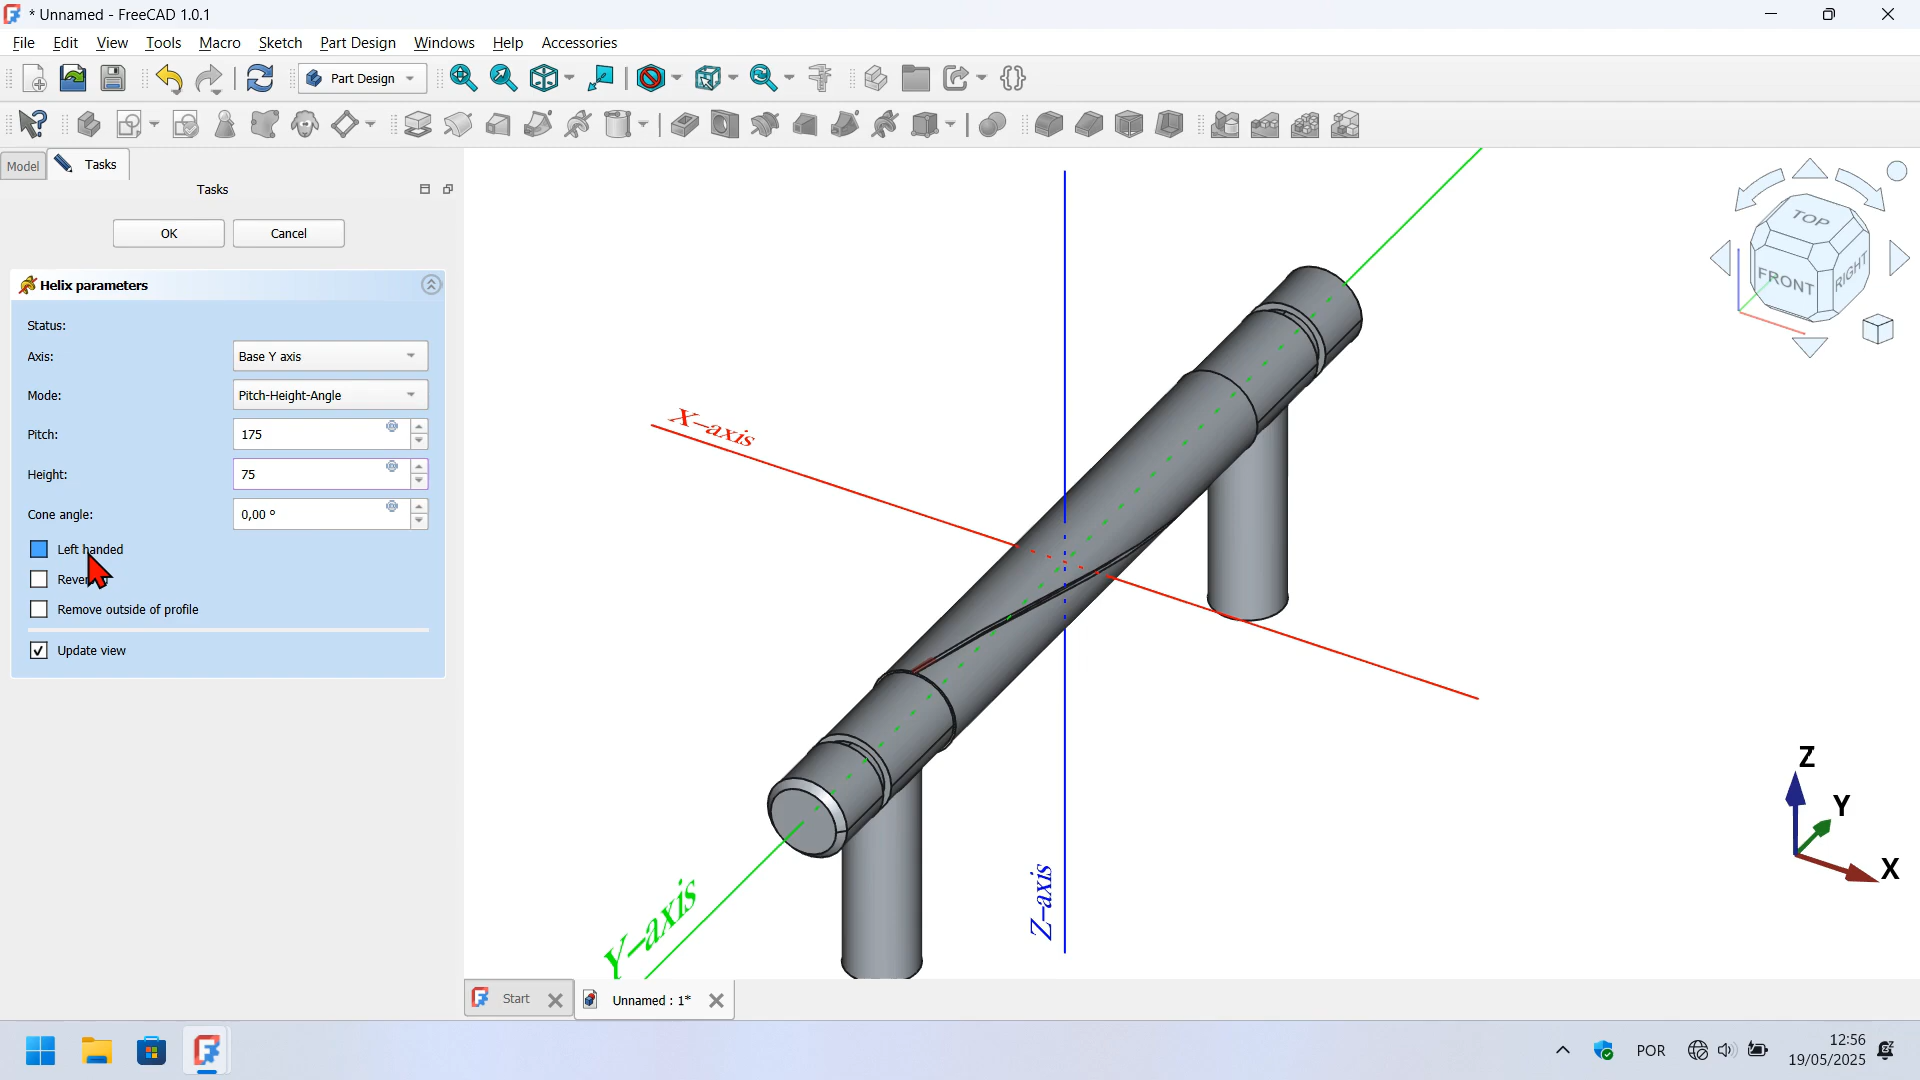 * Unnamed - FreeCAD 1.0.1
File Edit View Tools Macro Sketch Part Design Windows Help Accessories
Part Design
Model Tasks
Tasks
OK Cancel
Helix parameters
Status:
Axis: Base Y axis
Mode: Pitch-Height-Angle
Pitch: 175
Height: 75
Cone angle: 0,00 °
Left handed
Remove outside of profile
Update view
X-axis
Y-axis
Z-axis
TOP
FRONT
RIGHT
Z
Y
X
Start
Unnamed : 1*
POR
12:56
19/05/2025